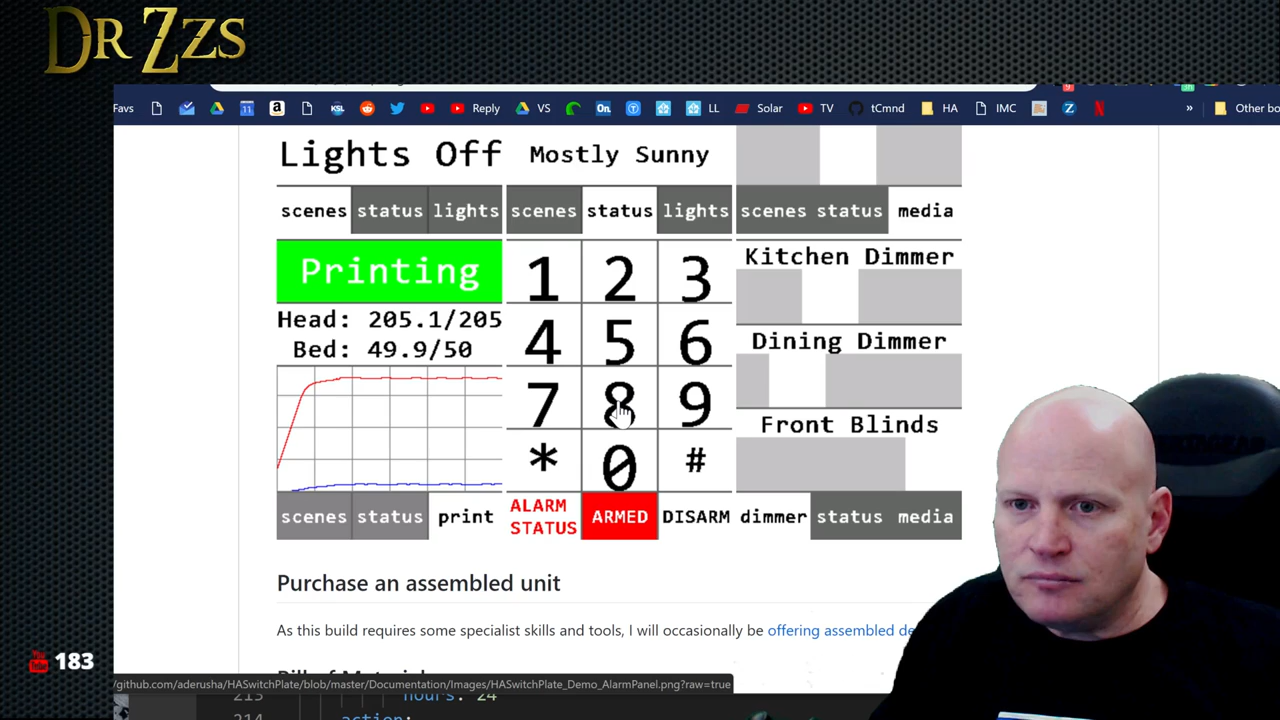 DR ZZS
Favs
Reply
VS
LL
Solar
TV
tCmnd
HA
IMC
»
Other bo
Lights Off
Mostly Sunny
scenes status lights
scenes status lights
scenes status media
Printing
Head: 205.1/205
Bed: 49.9/50
1 2 3
4 5 6
7 8 9
* 0 #
Kitchen Dimmer
Dining Dimmer
Front Blinds
scenes status print
ALARM
STATUS
ARMED
DISARM
dimmer status media
Purchase an assembled unit
As this build requires some specialist skills and tools, I will occasionally be offering assembled de
/github.com/aderusha/HASwitchPlate/blob/master/Documentation/Images/HASwitchPlate_Demo_AlarmPanel.png?raw=true
hours: 24
214
action:
183